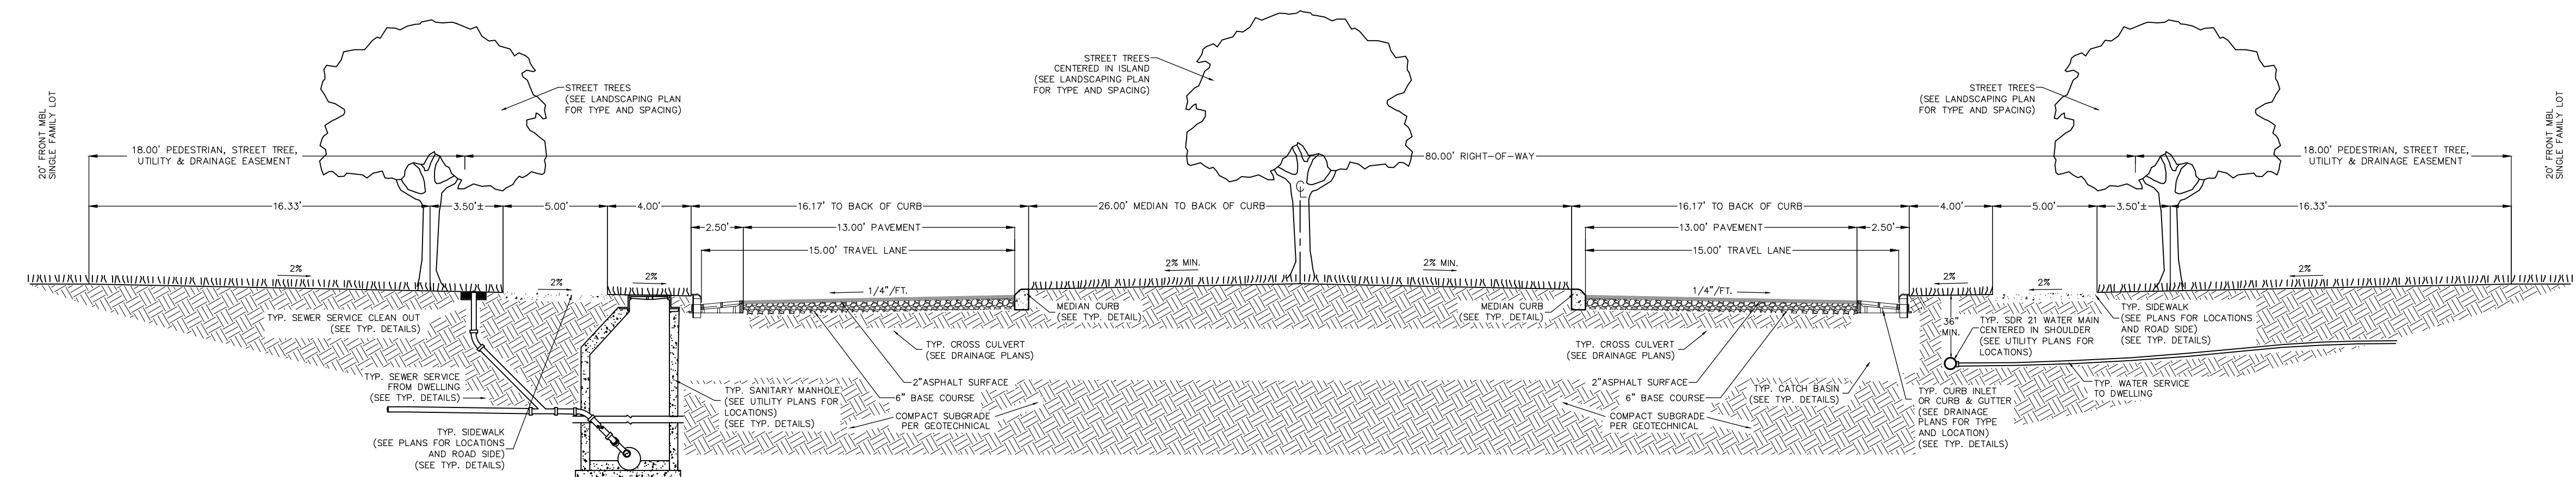 20' FRONT MBL
SINGLE FAMILY LOT
STREET TREES
(SEE LANDSCAPING PLAN
FOR TYPE AND SPACING)
STREET TREES
CENTERED IN ISLAND
(SEE LANDSCAPING PLAN
FOR TYPE AND SPACING)
STREET TREES
(SEE LANDSCAPING PLAN
FOR TYPE AND SPACING)
20' FRONT MBL
SINGLE FAMILY LOT
18.00' PEDESTRIAN, STREET TREE,
UTILITY & DRAINAGE EASEMENT
80.00' RIGHT-OF-WAY
18.00' PEDESTRIAN, STREET TREE,
UTILITY & DRAINAGE EASEMENT
CL
16.33'
3.50'±
5.00'
4.00'
16.17' TO BACK OF CURB
26.00' MEDIAN TO BACK OF CURB
16.17' TO BACK OF CURB
4.00'
5.00'
3.50'±
16.33'
2.50'
13.00' PAVEMENT
13.00' PAVEMENT
2.50'
15.00' TRAVEL LANE
15.00' TRAVEL LANE
2%
2%
2%
1/4"/FT.
2% MIN.
2% MIN.
1/4"/FT.
2%
2%
2%
TYP. SEWER SERVICE CLEAN OUT
(SEE TYP. DETAILS)
MEDIAN CURB
(SEE TYP. DETAIL)
MEDIAN CURB
(SEE TYP. DETAIL)
36"
MIN.
TYP. SDR 21 WATER MAIN
CENTERED IN SHOULDER
(SEE UTILITY PLANS FOR
LOCATIONS)
TYP. SIDEWALK
(SEE PLANS FOR LOCATIONS
AND ROAD SIDE)
(SEE TYP. DETAILS)
TYP. CROSS CULVERT
(SEE DRAINAGE PLANS)
TYP. CROSS CULVERT
(SEE DRAINAGE PLANS)
TYP. SEWER SERVICE
FROM DWELLING
(SEE TYP. DETAILS)
TYP. SANITARY MANHOLE
(SEE UTILITY PLANS FOR
LOCATIONS)
(SEE TYP. DETAILS)
2"ASPHALT SURFACE
6" BASE COURSE
COMPACT SUBGRADE
PER GEOTECHNICAL
2"ASPHALT SURFACE
6" BASE COURSE
COMPACT SUBGRADE
PER GEOTECHNICAL
TYP. CATCH BASIN
(SEE TYP. DETAILS)
TYP. CURB INLET
OR CURB & GUTTER
(SEE DRAINAGE
PLANS FOR TYPE
AND LOCATION)
(SEE TYP. DETAILS)
TYP. WATER SERVICE
TO DWELLING
TYP. SIDEWALK
(SEE PLANS FOR LOCATIONS
AND ROAD SIDE)
(SEE TYP. DETAILS)